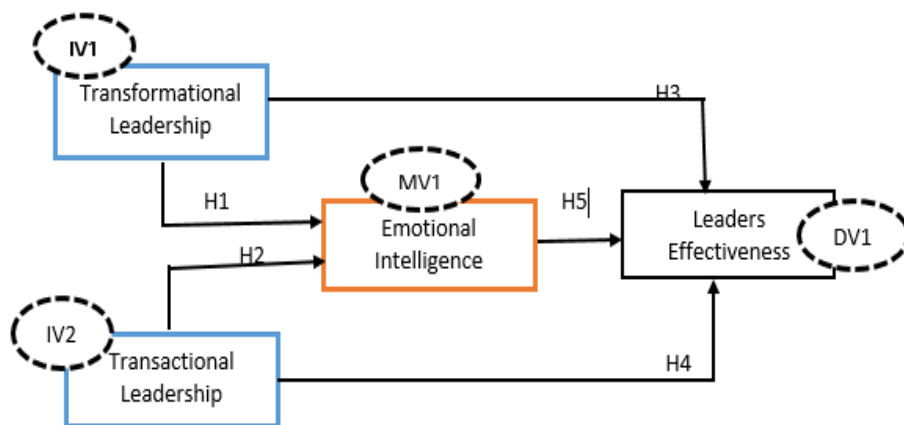 IV1
Transformational
Leadership
H3
MV1
H1
H5
Emotional
Intelligence
Leaders
Effectiveness
DV1
H2
IV2
Transactional
Leadership
H4